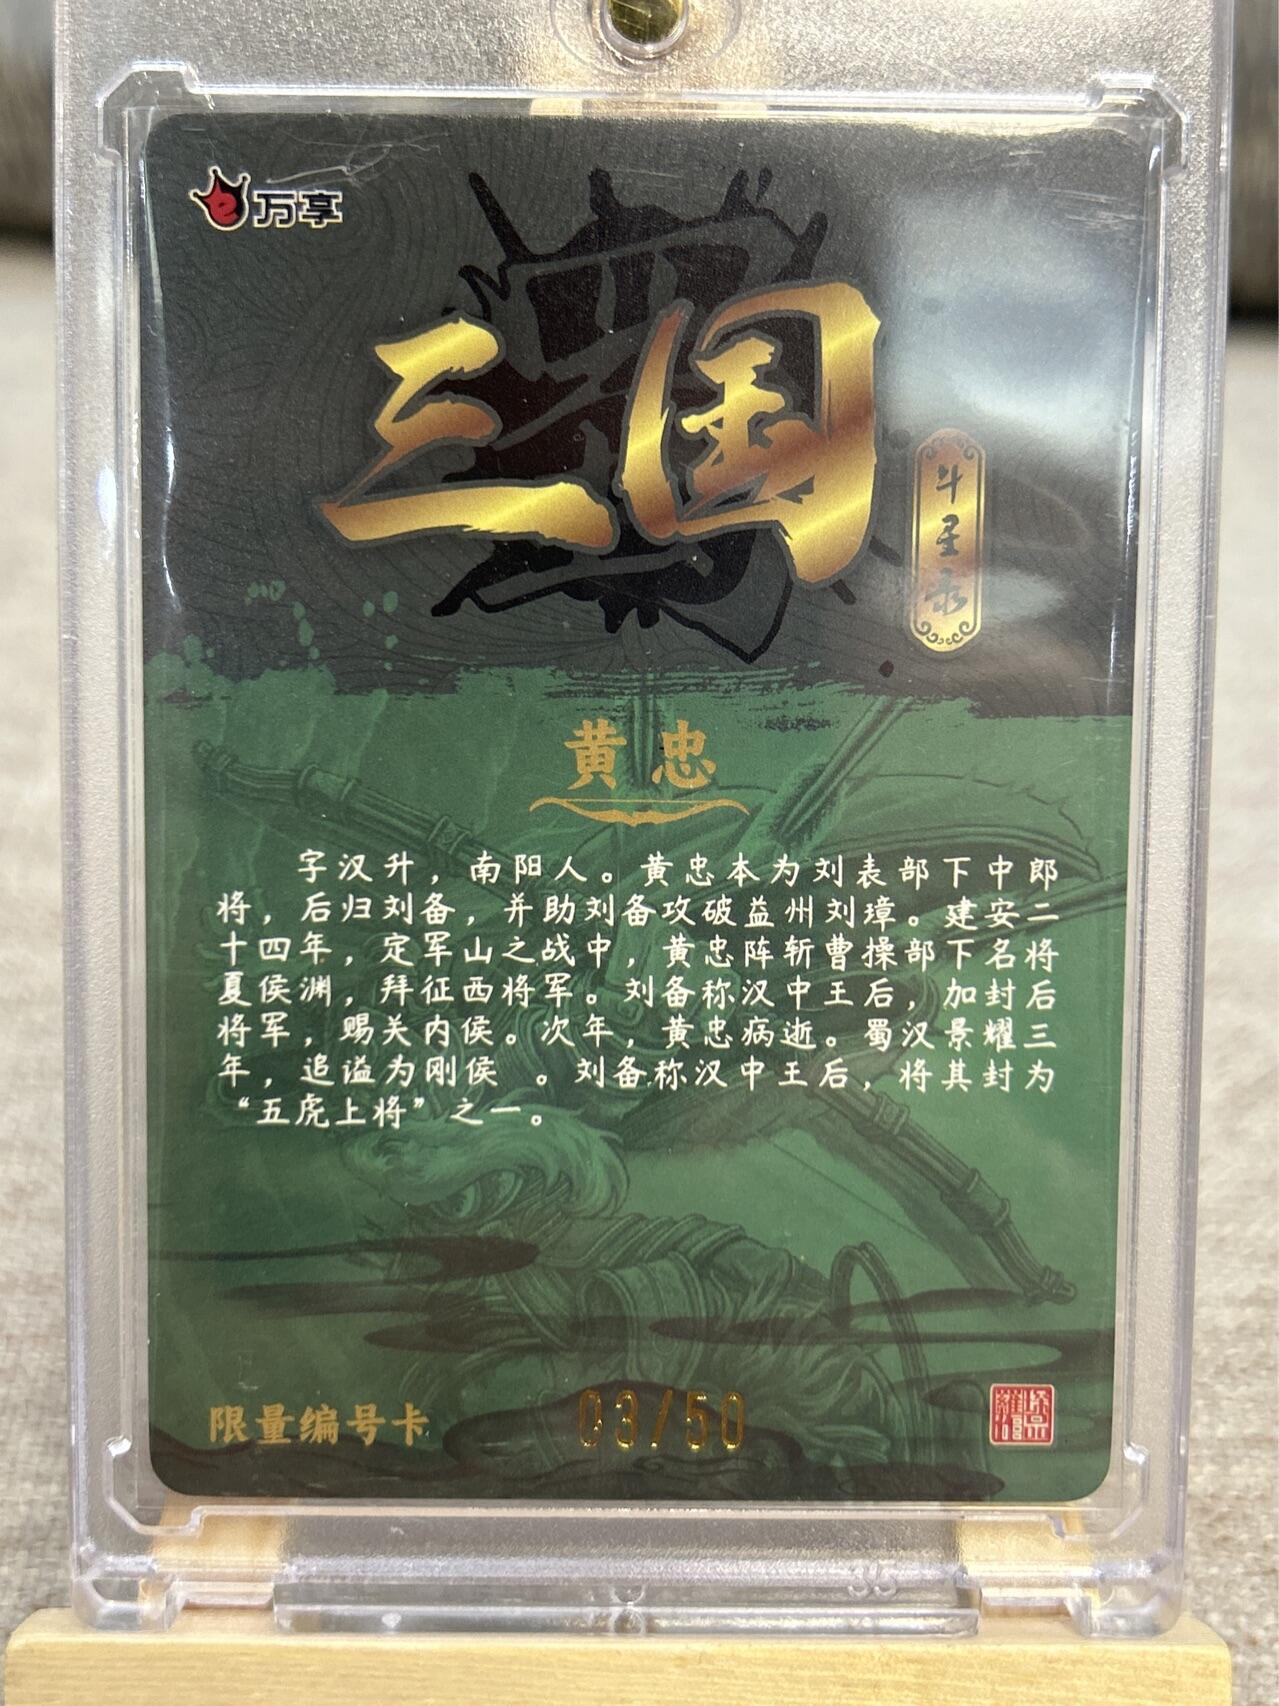 万享
三国
斗星录
黄忠
字汉升，南阳人。黄忠本为刘表部下中郎
将，后归刘备，并助刘备攻破益州刘璋。建安二
十四年，定军山之战中，黄忠阵斩曹操部下名将
夏侯渊，拜征西将军。刘备称汉中王后，加封后
将军，赐关内侯。次年，黄忠病逝。蜀汉景耀三
年，追谥为刚侯 。刘备称汉中王后，将其封为
“五虎上将”之一。
限量编号卡 03/50
35